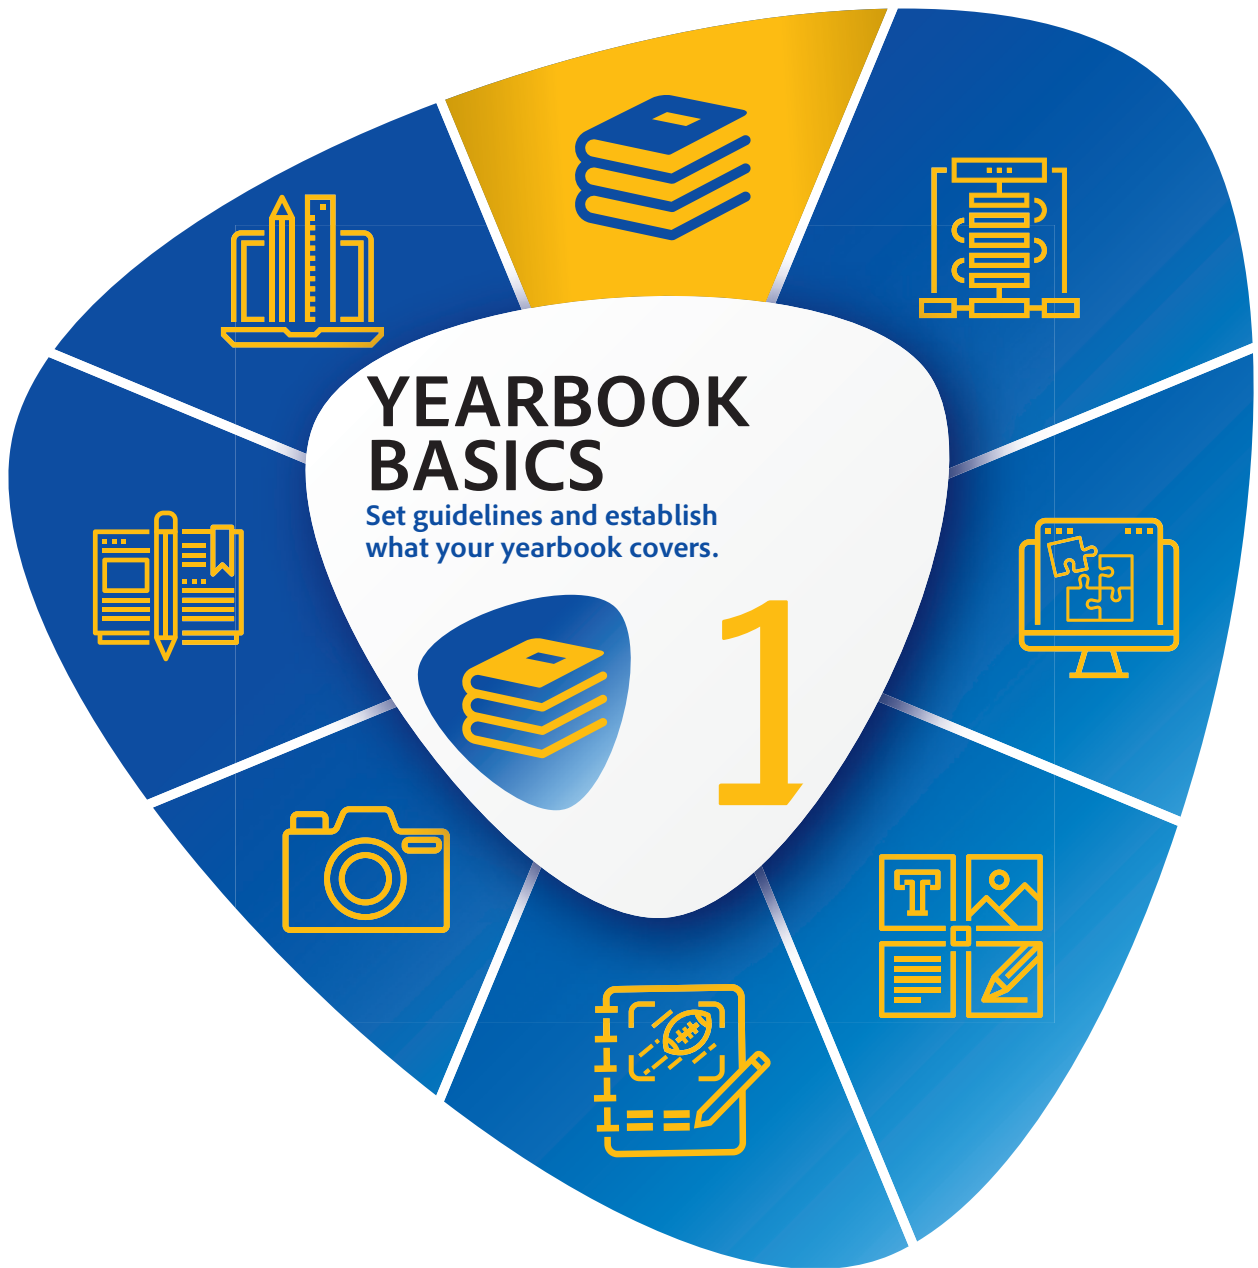 YEARBOOK
BASICS
Set guidelines and establish
what your yearbook covers.
1
T